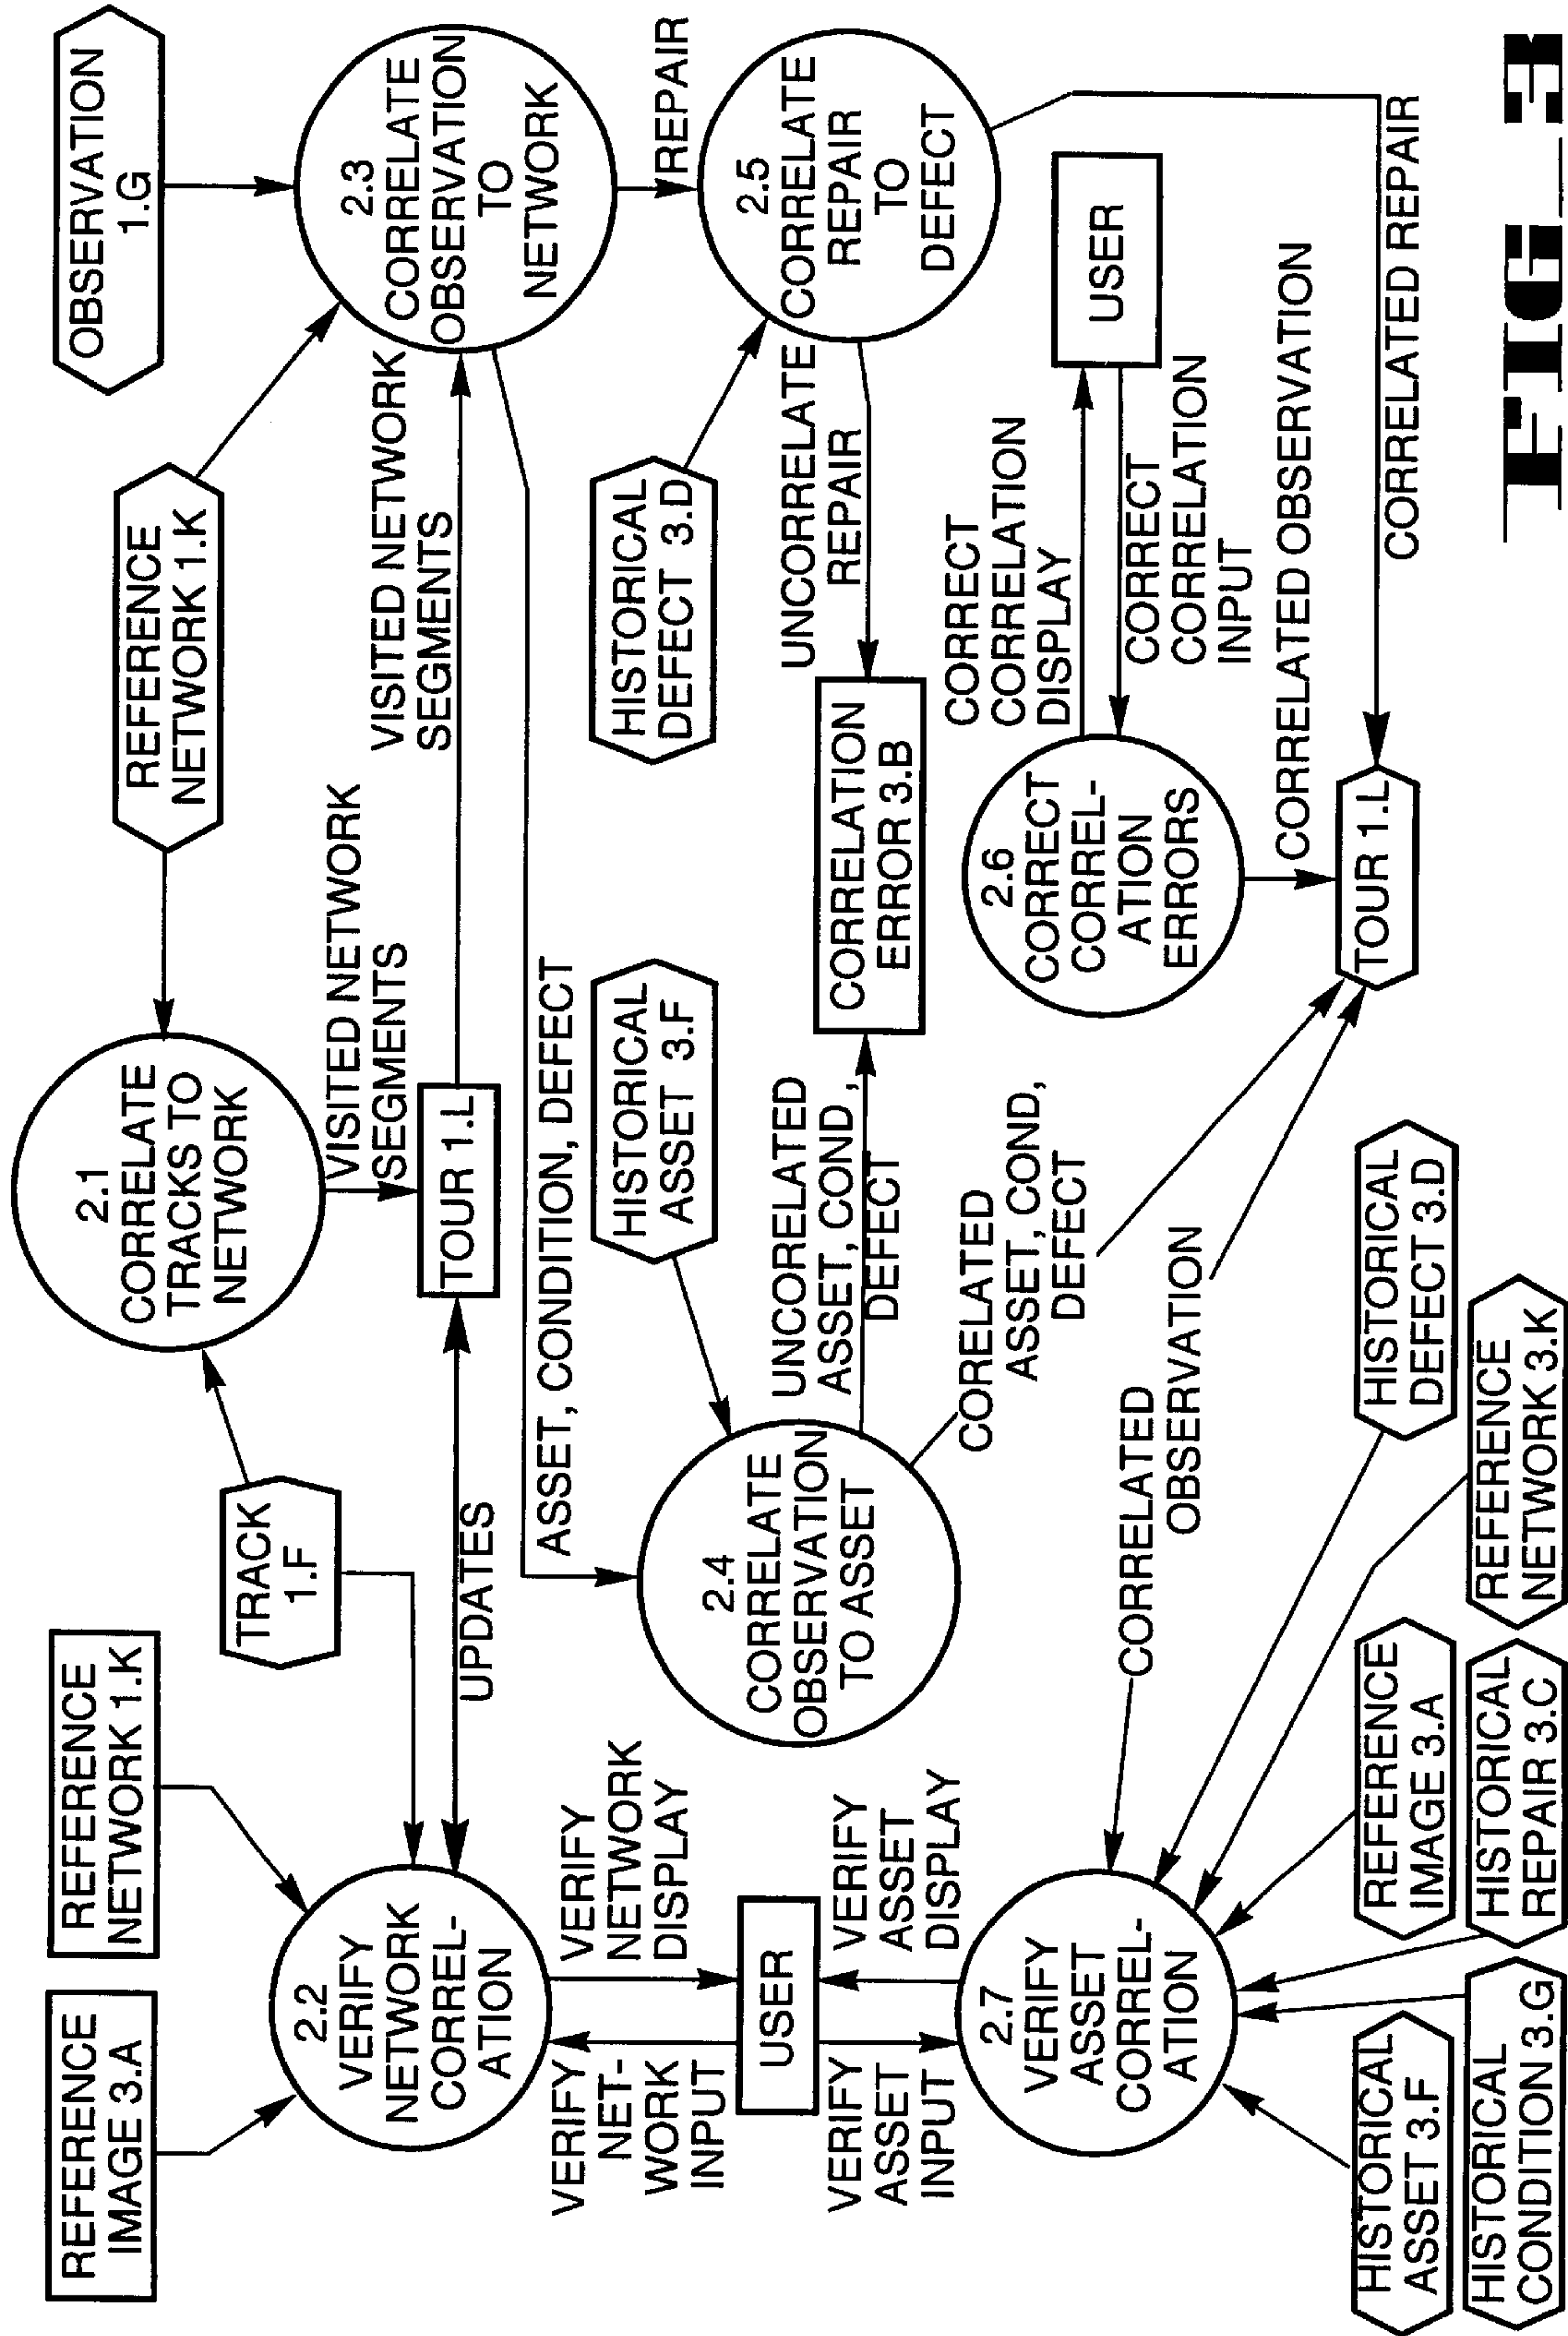 REFERENCE
IMAGE 3.A
REFERENCE
NETWORK 1.K
TRACK
1.F
2.1
CORRELATE
TRACKS TO
NETWORK
REFERENCE
NETWORK 1.K
OBSERVATION
1.G
2.2
VERIFY
NETWORK
CORREL-
ATION
UPDATES
VISITED NETWORK
SEGMENTS
TOUR 1.L
VISITED NETWORK
SEGMENTS
2.3
CORRELATE
OBSERVATION
TO
NETWORK
ASSET, CONDITION, DEFECT
REPAIR
VERIFY
NET-
WORK
INPUT
VERIFY
NETWORK
DISPLAY
USER
HISTORICAL
ASSET 3.F
HISTORICAL
DEFECT 3.D
2.4
CORRELATE
OBSERVATION
TO ASSET
2.5
CORRELATE
REPAIR
TO
DEFECT
UNCORELATED
ASSET, COND,
DEFECT
CORRELATION
ERROR 3.B
UNCORRELATE
REPAIR
VERIFY
ASSET
INPUT
VERIFY
ASSET
DISPLAY
CORELATED
ASSET, COND,
DEFECT
2.6
CORRECT
CORREL-
ATION
ERRORS
CORRECT
CORRELATION
DISPLAY
CORRECT
CORRELATION
INPUT
USER
2.7
VERIFY
ASSET
CORREL-
ATION
CORRELATED
OBSERVATION
CORRELATED OBSERVATION
TOUR 1.L
CORRELATED REPAIR
HISTORICAL
ASSET 3.F
REFERENCE
IMAGE 3.A
HISTORICAL
DEFECT 3.D
HISTORICAL
CONDITION 3.G
HISTORICAL
REPAIR 3.C
REFERENCE
NETWORK 3.K
FIG_3